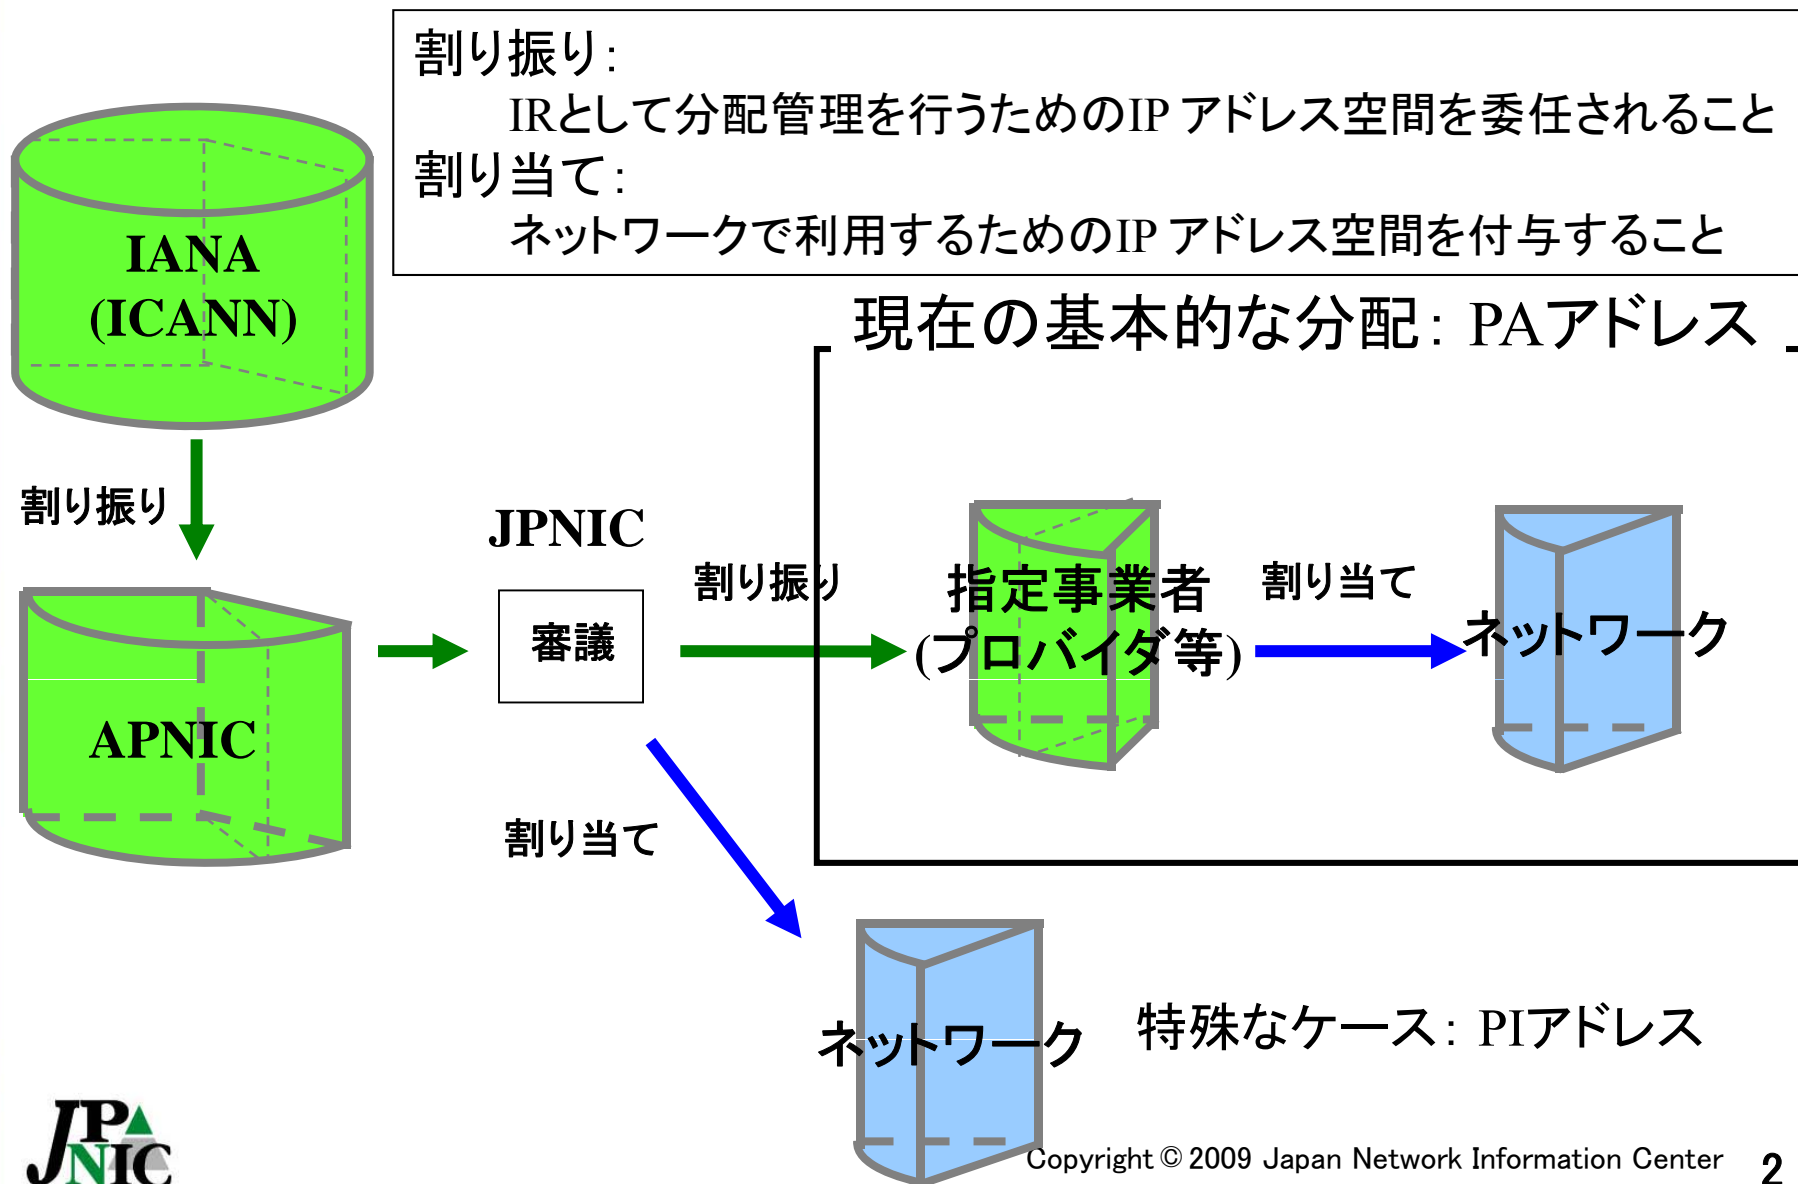 割り振り：
IRとして分配管理を行うためのIP アドレス空間を委任されること
割り当て：
ネットワークで利用するためのIP アドレス空間を付与すること
IANA
(ICANN)
現在の基本的な分配： PAアドレス
割り振り
JPNIC
審議
割り振り
指定事業者
(プロバイダ等)
割り当て
ネットワーク
APNIC
割り当て
ネットワーク
特殊なケース： PIアドレス
JP
NIC
Copyright © 2009 Japan Network Information Center
2